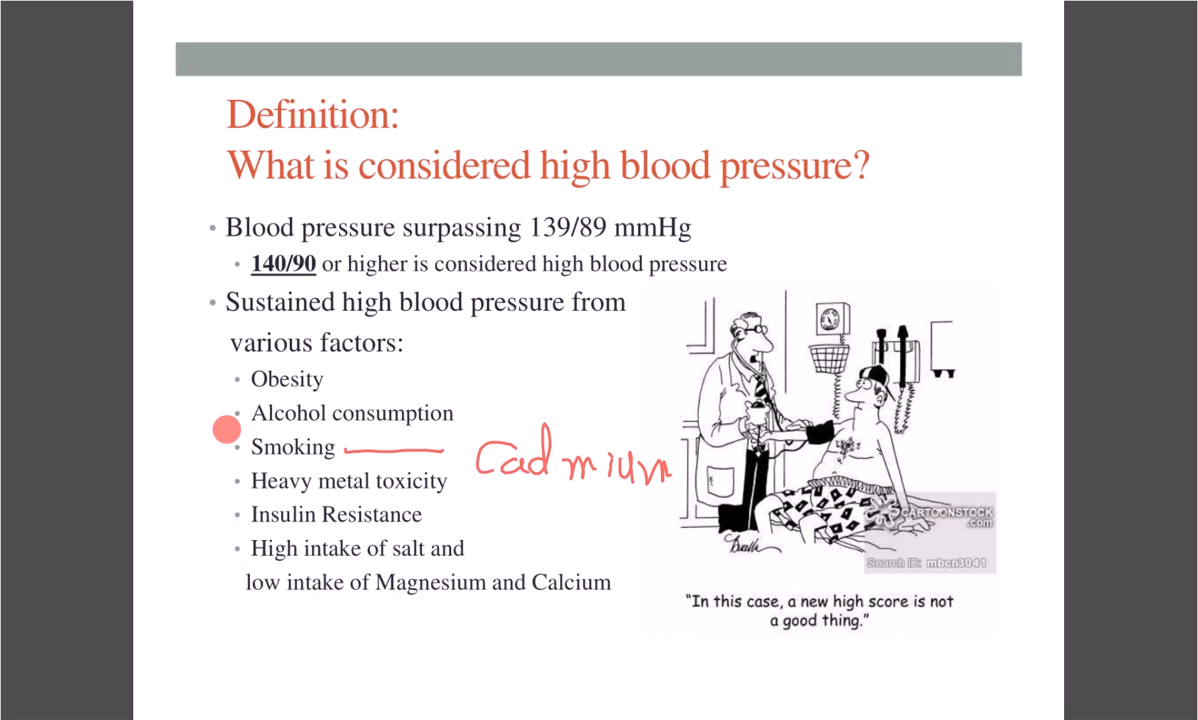 Definition:
What is considered high blood pressure?
• Blood pressure surpassing 139/89 mmHg
• 140/90 or higher is considered high blood pressure
• Sustained high blood pressure from
various factors:
• Obesity
• Alcohol consumption
• Smoking
Cadmium
• Heavy metal toxicity
• Insulin Resistance
• High intake of salt and
low intake of Magnesium and Calcium
CARTOONSTOCK
.com
Search ID: mbcn3041
"In this case, a new high score is not
a good thing."